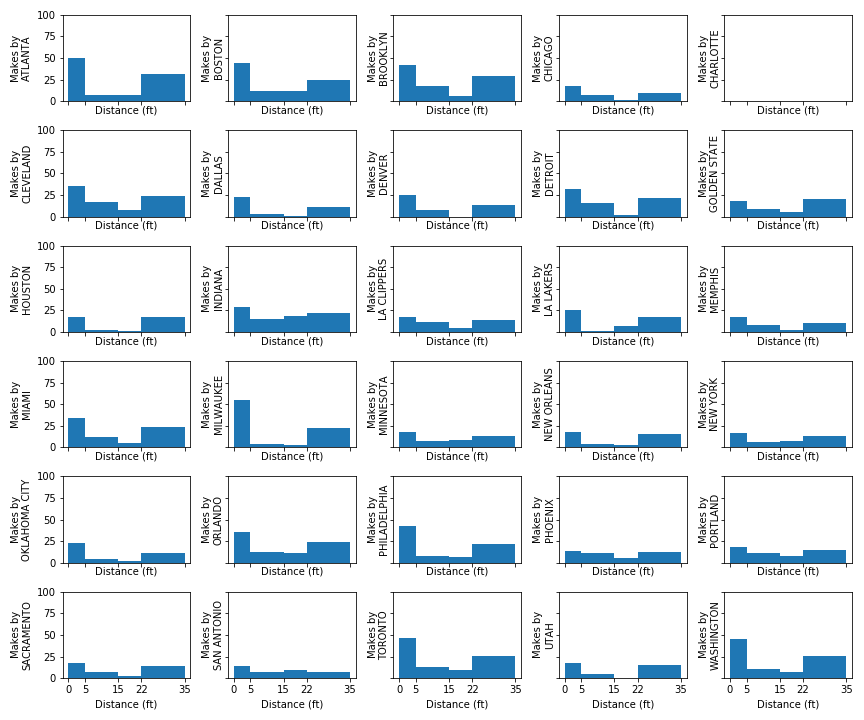 100
75
50
25
0
Makes by
ATLANTA
Distance (ft)
Makes by
BOSTON
Distance (ft)
Makes by
BROOKLYN
Distance (ft)
Makes by
CHICAGO
Distance (ft)
Makes by
CHARLOTTE
Distance (ft)
100
75
50
25
0
Makes by
CLEVELAND
Distance (ft)
Makes by
DALLAS
Distance (ft)
Makes by
DENVER
Distance (ft)
Makes by
DETROIT
Distance (ft)
Makes by
GOLDEN STATE
Distance (ft)
100
75
50
25
0
Makes by
HOUSTON
Distance (ft)
Makes by
INDIANA
Distance (ft)
Makes by
LA CLIPPERS
Distance (ft)
Makes by
LA LAKERS
Distance (ft)
Makes by
MEMPHIS
Distance (ft)
100
75
50
25
0
Makes by
MIAMI
Distance (ft)
Makes by
MILWAUKEE
Distance (ft)
Makes by
MINNESOTA
Distance (ft)
Makes by
NEW ORLEANS
Distance (ft)
Makes by
NEW YORK
Distance (ft)
100
75
50
25
0
Makes by
OKLAHOMA CITY
Distance (ft)
Makes by
ORLANDO
Distance (ft)
Makes by
PHILADELPHIA
Distance (ft)
Makes by
PHOENIX
Distance (ft)
Makes by
PORTLAND
Distance (ft)
100
75
50
25
0
Makes by
SACRAMENTO
0 5 15 22 35
Distance (ft)
Makes by
SAN ANTONIO
0 5 15 22 35
Distance (ft)
Makes by
TORONTO
0 5 15 22 35
Distance (ft)
Makes by
UTAH
0 5 15 22 35
Distance (ft)
Makes by
WASHINGTON
0 5 15 22 35
Distance (ft)